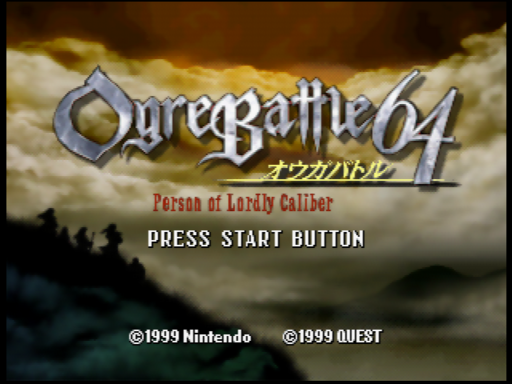 OgreBattle64
オウガバトル
Person of Lordly Caliber
PRESS START BUTTON
©1999 Nintendo ©1999 QUEST